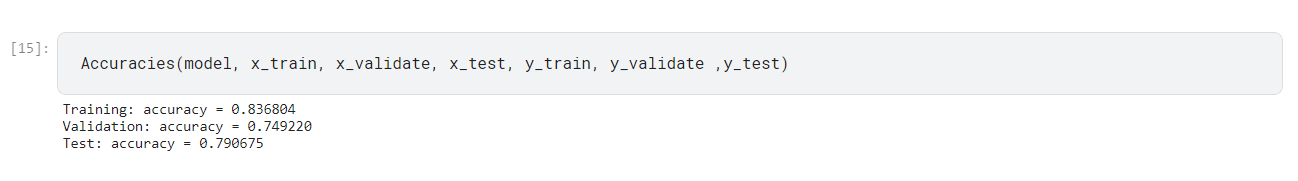 [15]:
Accuracies(model, x_train, x_validate, x_test, y_train, y_validate ,y_test)
Training: accuracy = 0.836804
Validation: accuracy = 0.749220
Test: accuracy = 0.790675